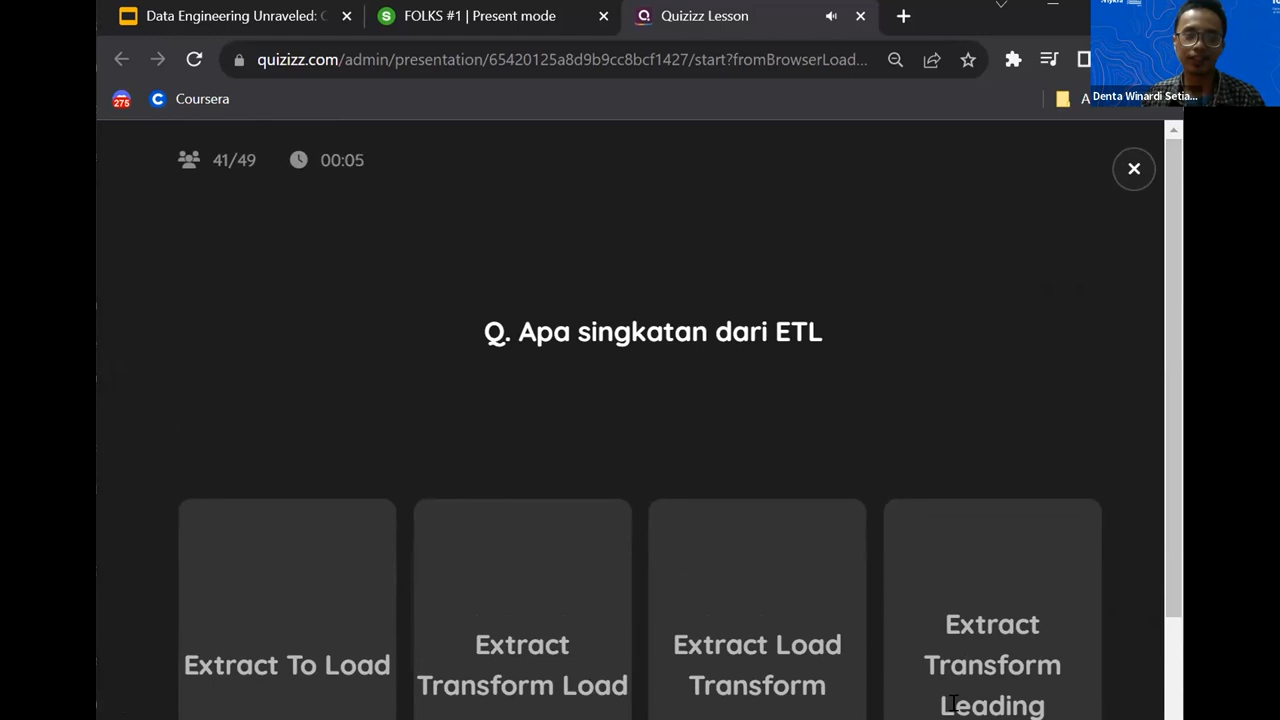 Data Engineering Unraveled:
FOLKS #1 | Present mode
Quizizz Lesson
quizizz.com/admin/presentation/65420125a8d9b9cc8bcf1427/start?fromBrowserLoad...
275
Coursera
A
Denta Winardi Setia...
41/49
00:05
Q. Apa singkatan dari ETL
Extract To Load
Extract
Transform Load
Extract Load
Transform
Extract
Transform
Leading